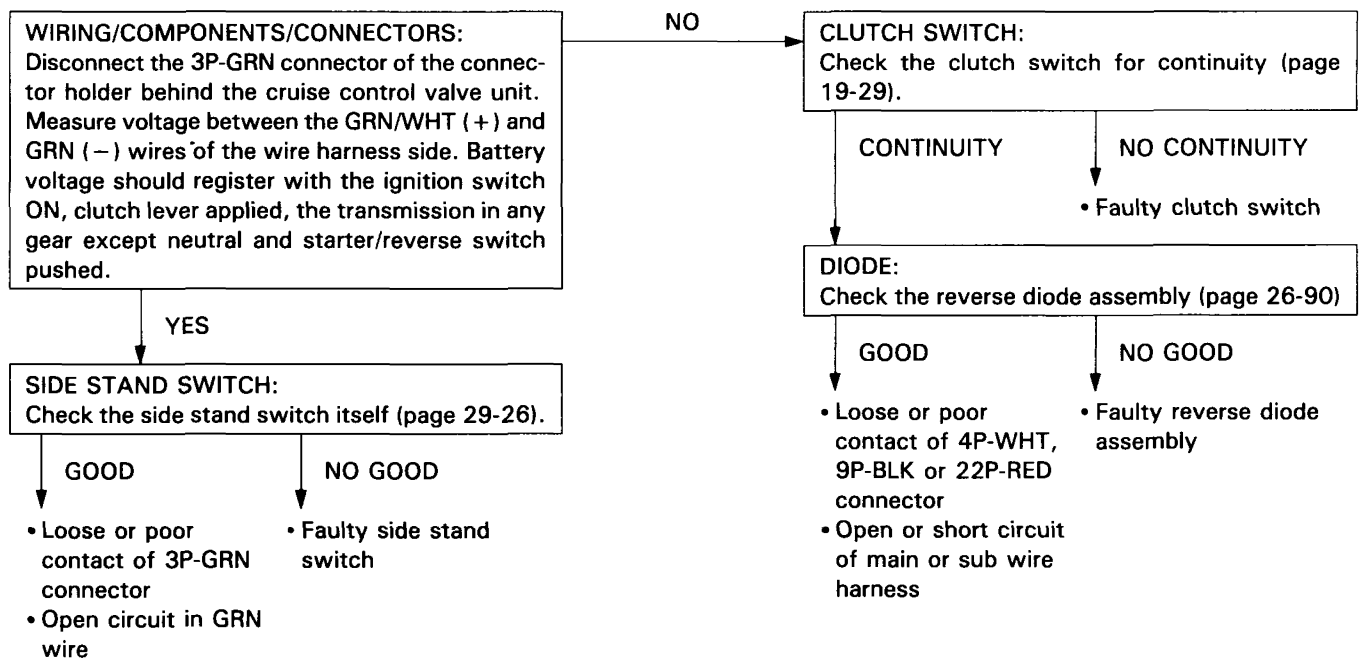 WIRING/COMPONENTS/CONNECTORS:
Disconnect the 3P-GRN connector of the connec-
tor holder behind the cruise control valve unit.
Measure voltage between the GRN/WHT (+) and
GRN (−) wires of the wire harness side. Battery
voltage should register with the ignition switch
ON, clutch lever applied, the transmission in any
gear except neutral and starter/reverse switch
pushed.
NO
CLUTCH SWITCH:
Check the clutch switch for continuity (page
19-29).
CONTINUITY
NO CONTINUITY
• Faulty clutch switch
DIODE:
Check the reverse diode assembly (page 26-90)
GOOD
NO GOOD
• Loose or poor
contact of 4P-WHT,
9P-BLK or 22P-RED
connector
• Open or short circuit
of main or sub wire
harness
• Faulty reverse diode
assembly
YES
SIDE STAND SWITCH:
Check the side stand switch itself (page 29-26).
GOOD
NO GOOD
• Loose or poor
contact of 3P-GRN
connector
• Open circuit in GRN
wire
• Faulty side stand
switch